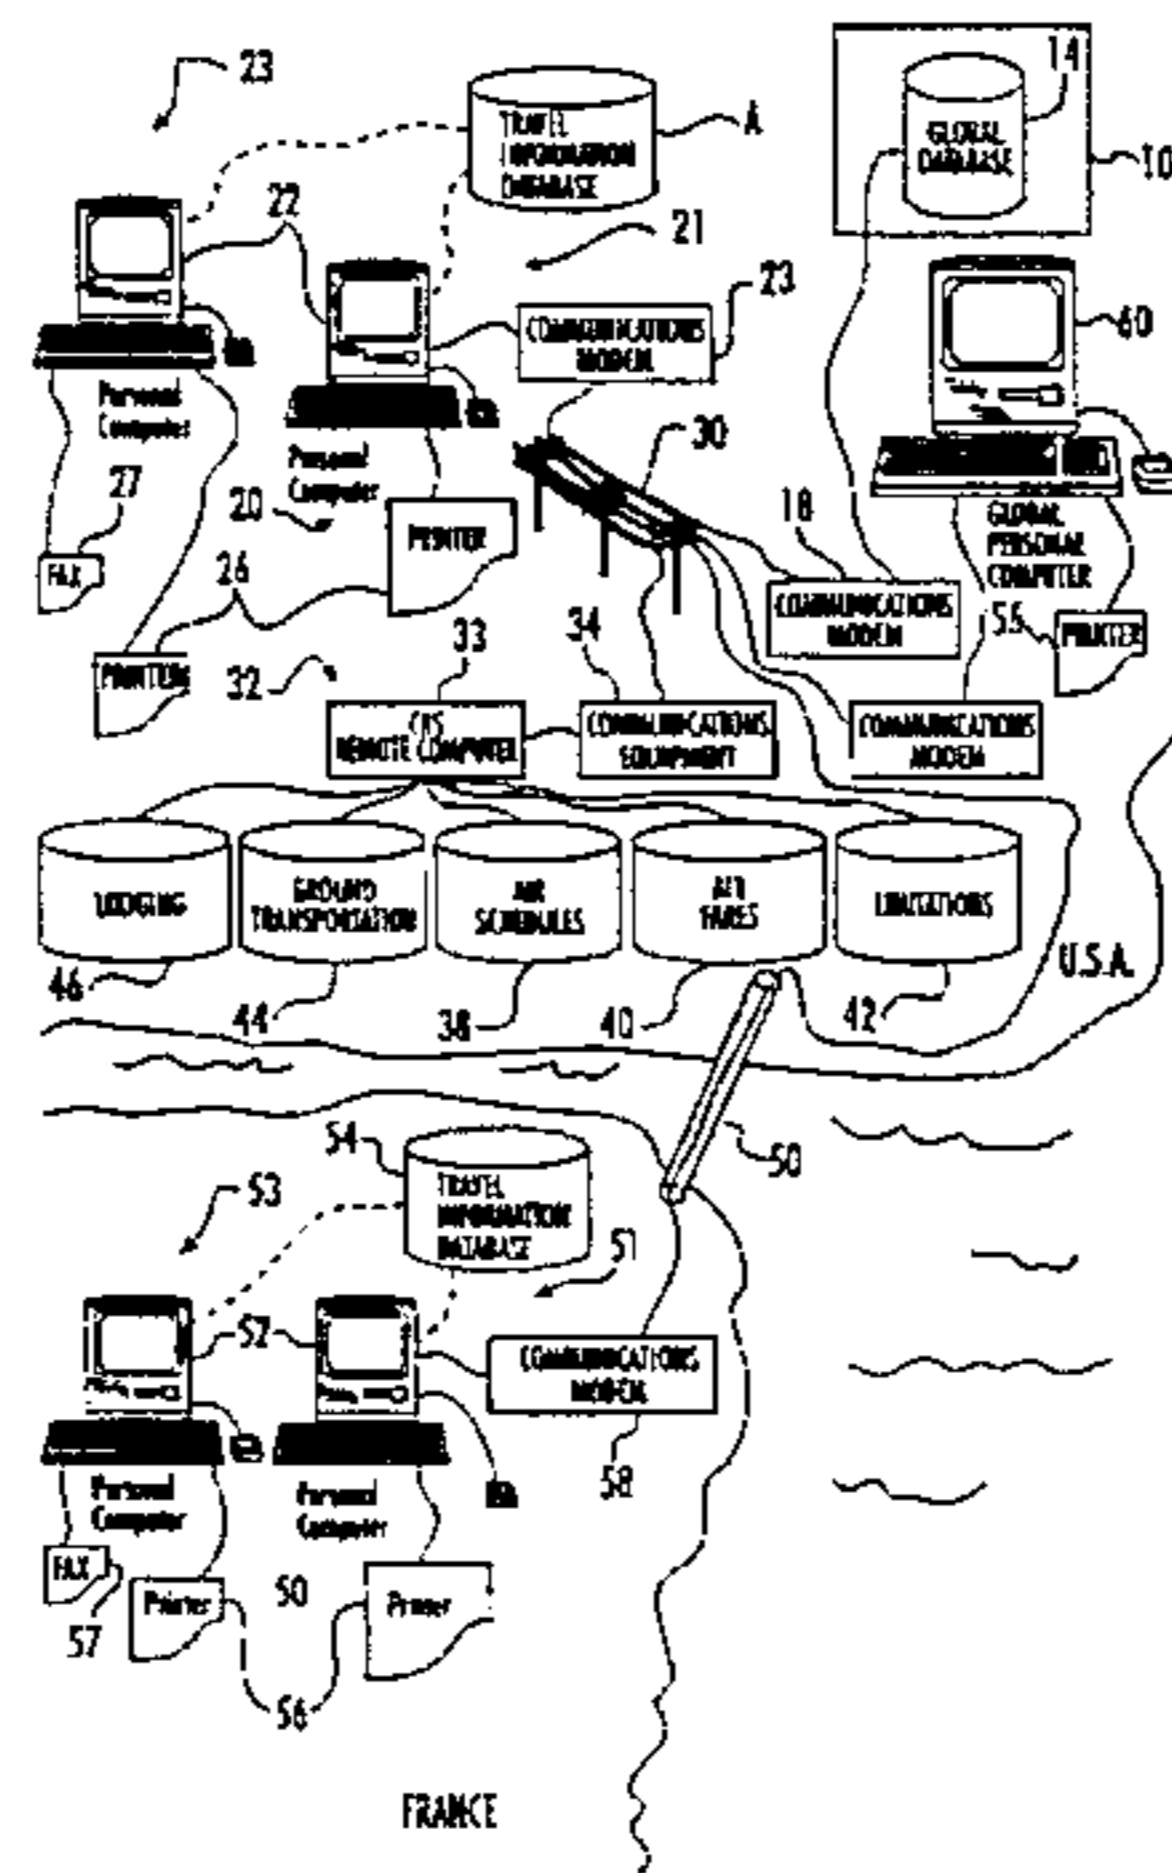 23
TRAVEL
INFORMATION
DATABASE
A
14
GLOBAL
DATABASE
10
22
21
23
COMMUNICATIONS
MODEM
60
Personal
Computer
Personal
Computer
27
20
FAX
PRINTER
26
PRINTER
30
18
COMMUNICATIONS
MODEM
GLOBAL
PERSONAL
COMPUTER
55
PRINTER
32
33
34
CRS
REMOTE COMPUTER
COMMUNICATIONS
EQUIPMENT
COMMUNICATIONS
MODEM
LODGING
GROUND
TRANSPORTATION
AIR
SCHEDULES
AIR
FARES
LIMITATIONS
U.S.A.
46
44
38
40
42
50
54
TRAVEL
INFORMATION
DATABASE
53
51
52
COMMUNICATIONS
MODEM
58
Personal
Computer
Personal
Computer
FAX
57
Printer
50
Printer
56
FRANCE